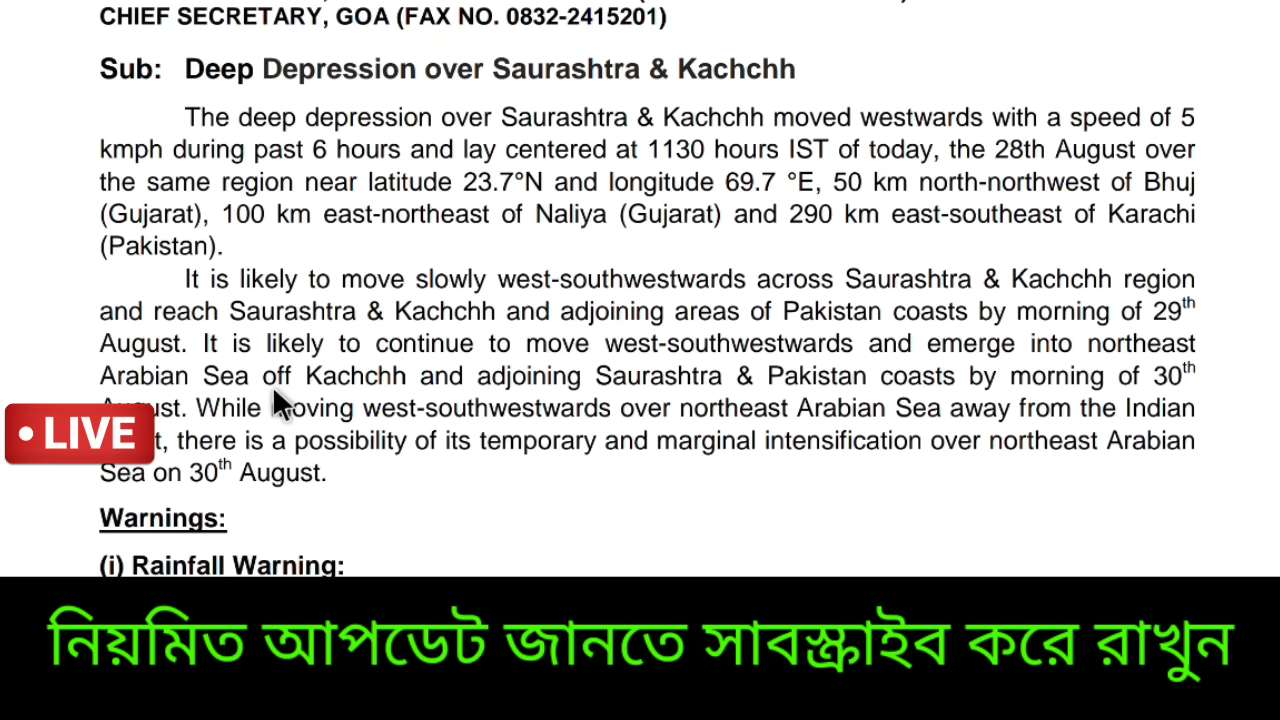 CHIEF SECRETARY, GOA (FAX NO. 0832-2415201)
Sub: Deep Depression over Saurashtra & Kachchh
The deep depression over Saurashtra & Kachchh moved westwards with a speed of 5
kmph during past 6 hours and lay centered at 1130 hours IST of today, the 28th August over
the same region near latitude 23.7°N and longitude 69.7 °E, 50 km north-northwest of Bhuj
(Gujarat), 100 km east-northeast of Naliya (Gujarat) and 290 km east-southeast of Karachi
(Pakistan).
It is likely to move slowly west-southwestwards across Saurashtra & Kachchh region
and reach Saurashtra & Kachchh and adjoining areas of Pakistan coasts by morning of 29th
August. It is likely to continue to move west-southwestwards and emerge into northeast
Arabian Sea off Kachchh and adjoining Saurashtra & Pakistan coasts by morning of 30th
August. While moving west-southwestwards over northeast Arabian Sea away from the Indian
• LIVE
there is a possibility of its temporary and marginal intensification over northeast Arabian
Sea on 30th August.
Warnings:
(i) Rainfall Warning:
নিয়মিত আপডেট জানতে সাবস্ক্রাইব করে রাখুন